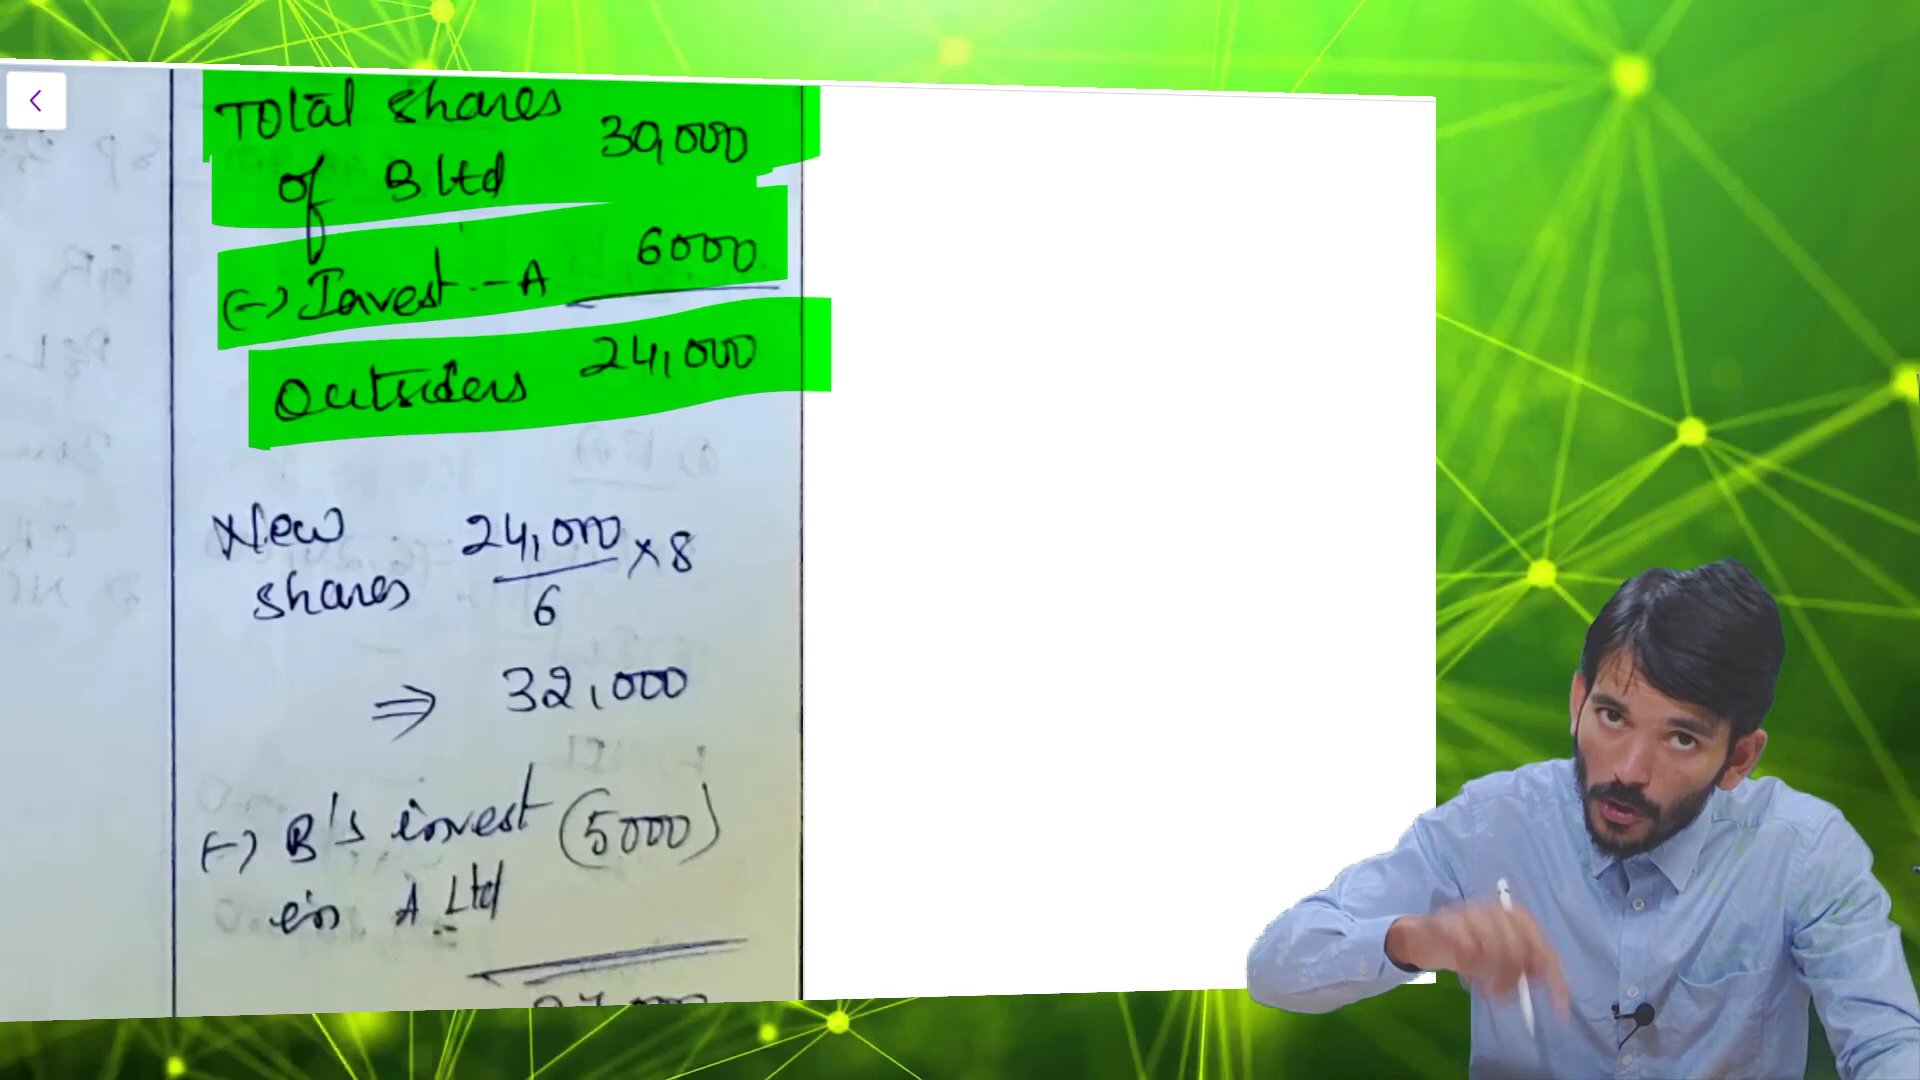 Total shares
of B Ltd 30,000
(-) Invest - A 6000
Outsiders 24,000
New
shares 24,000 / 6 × 8
⇒ 32,000
(-) B's invest (5000)
in A Ltd